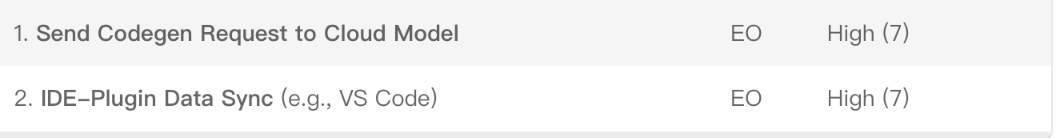 1. Send Codegen Request to Cloud Model EO High (7)
2. IDE–Plugin Data Sync (e.g., VS Code) EO High (7)